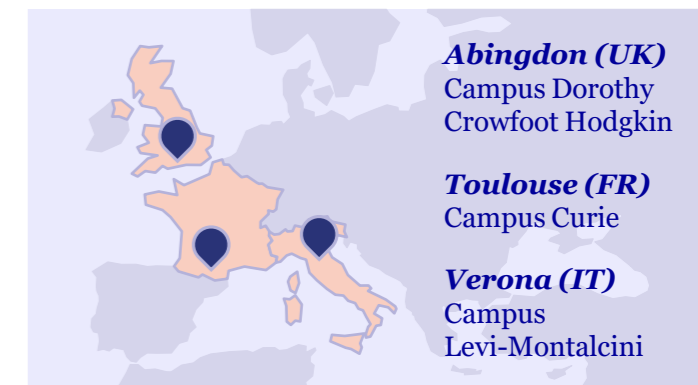 Abingdon (UK)
Campus Dorothy
Crowfoot Hodgkin
Toulouse (FR)
Campus Curie
Verona (IT)
Campus
Levi-Montalcini